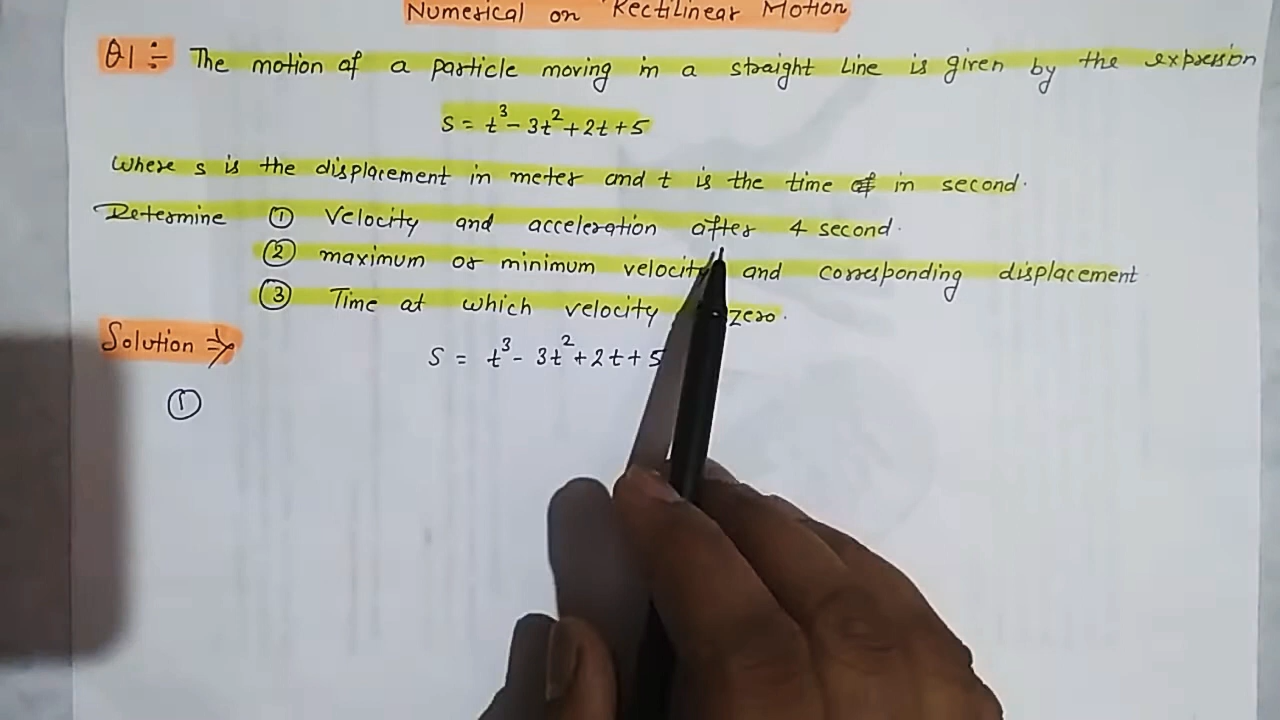 Numerical on Rectilinear Motion
Q1 :- The motion of a particle moving in a straight line is given by the expression
S = t³ - 3t² + 2t + 5
Where s is the displacement in meter and t is the time of in second.
Determine ① Velocity and acceleration after 4 second.
② maximum or minimum velocity and corresponding displacement
③ Time at which velocity zero.
Solution ⇒
S = t³ - 3t² + 2t + 5
①